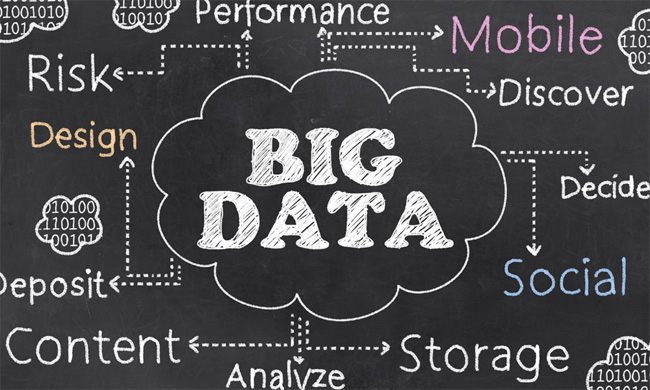 Performance
Mobile
Risk
Discover
Design
BIG
DATA
Decide
Social
Deposit
Content
Storage
Analyze